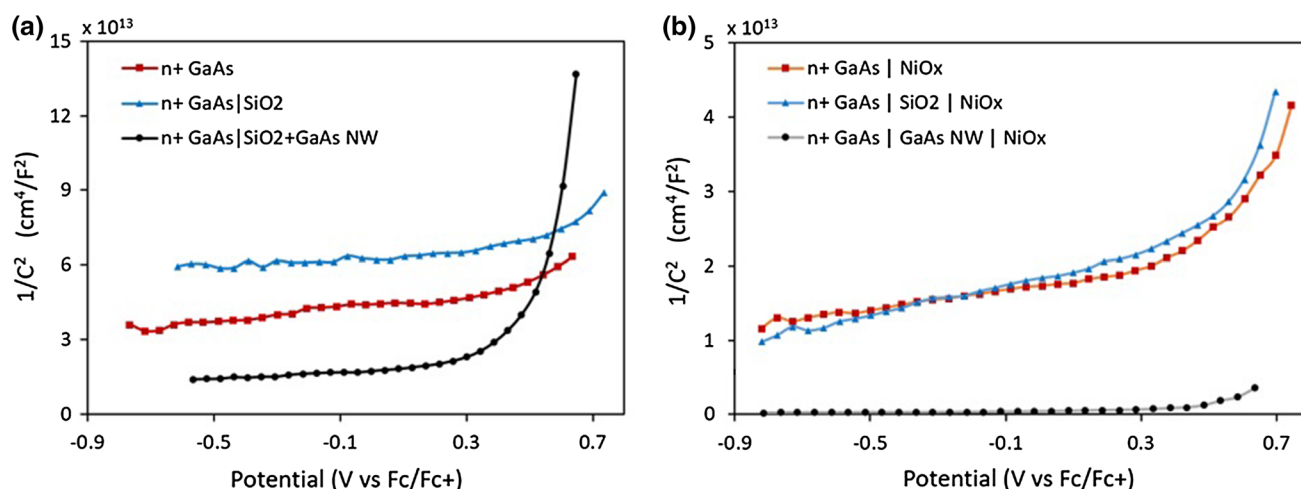 (a)
x 10¹³
15
12
9
6
3
0
-0.9
-0.5
-0.1
0.3
0.7
1/C² (cm⁴/F²)
Potential (V vs Fc/Fc+)
n+ GaAs
n+ GaAs|SiO2
n+ GaAs|SiO2+GaAs NW
(b)
x 10¹³
5
4
3
2
1
0
-0.9
-0.5
-0.1
0.3
0.7
1/C² (cm⁴/F²)
Potential (V vs Fc/Fc+)
n+ GaAs | NiOx
n+ GaAs | SiO2 | NiOx
n+ GaAs | GaAs NW | NiOx